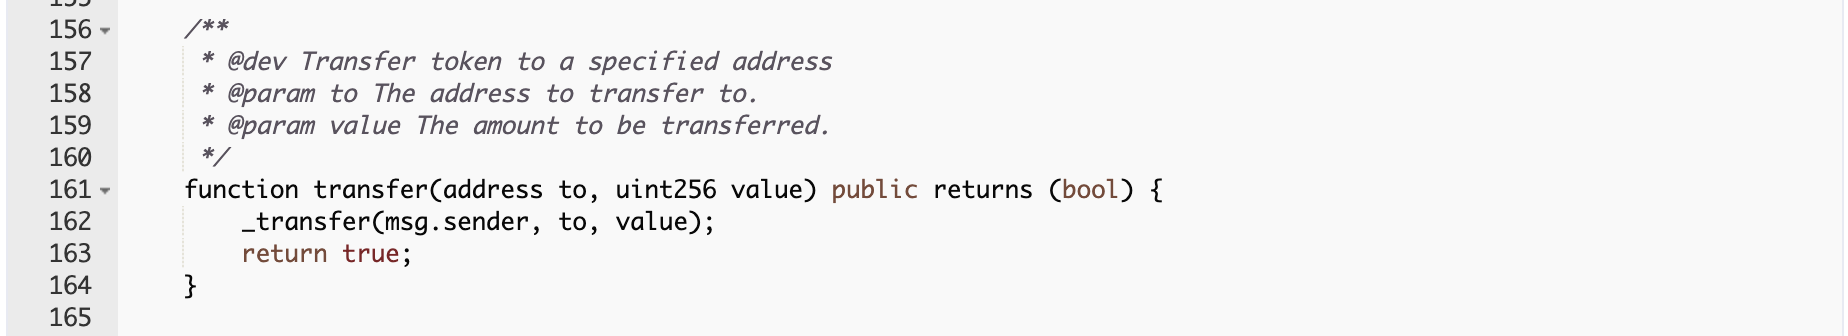 156 /**
157 * @dev Transfer token to a specified address
158 * @param to The address to transfer to.
159 * @param value The amount to be transferred.
160 */
161 function transfer(address to, uint256 value) public returns (bool) {
162 _transfer(msg.sender, to, value);
163 return true;
164 }
165